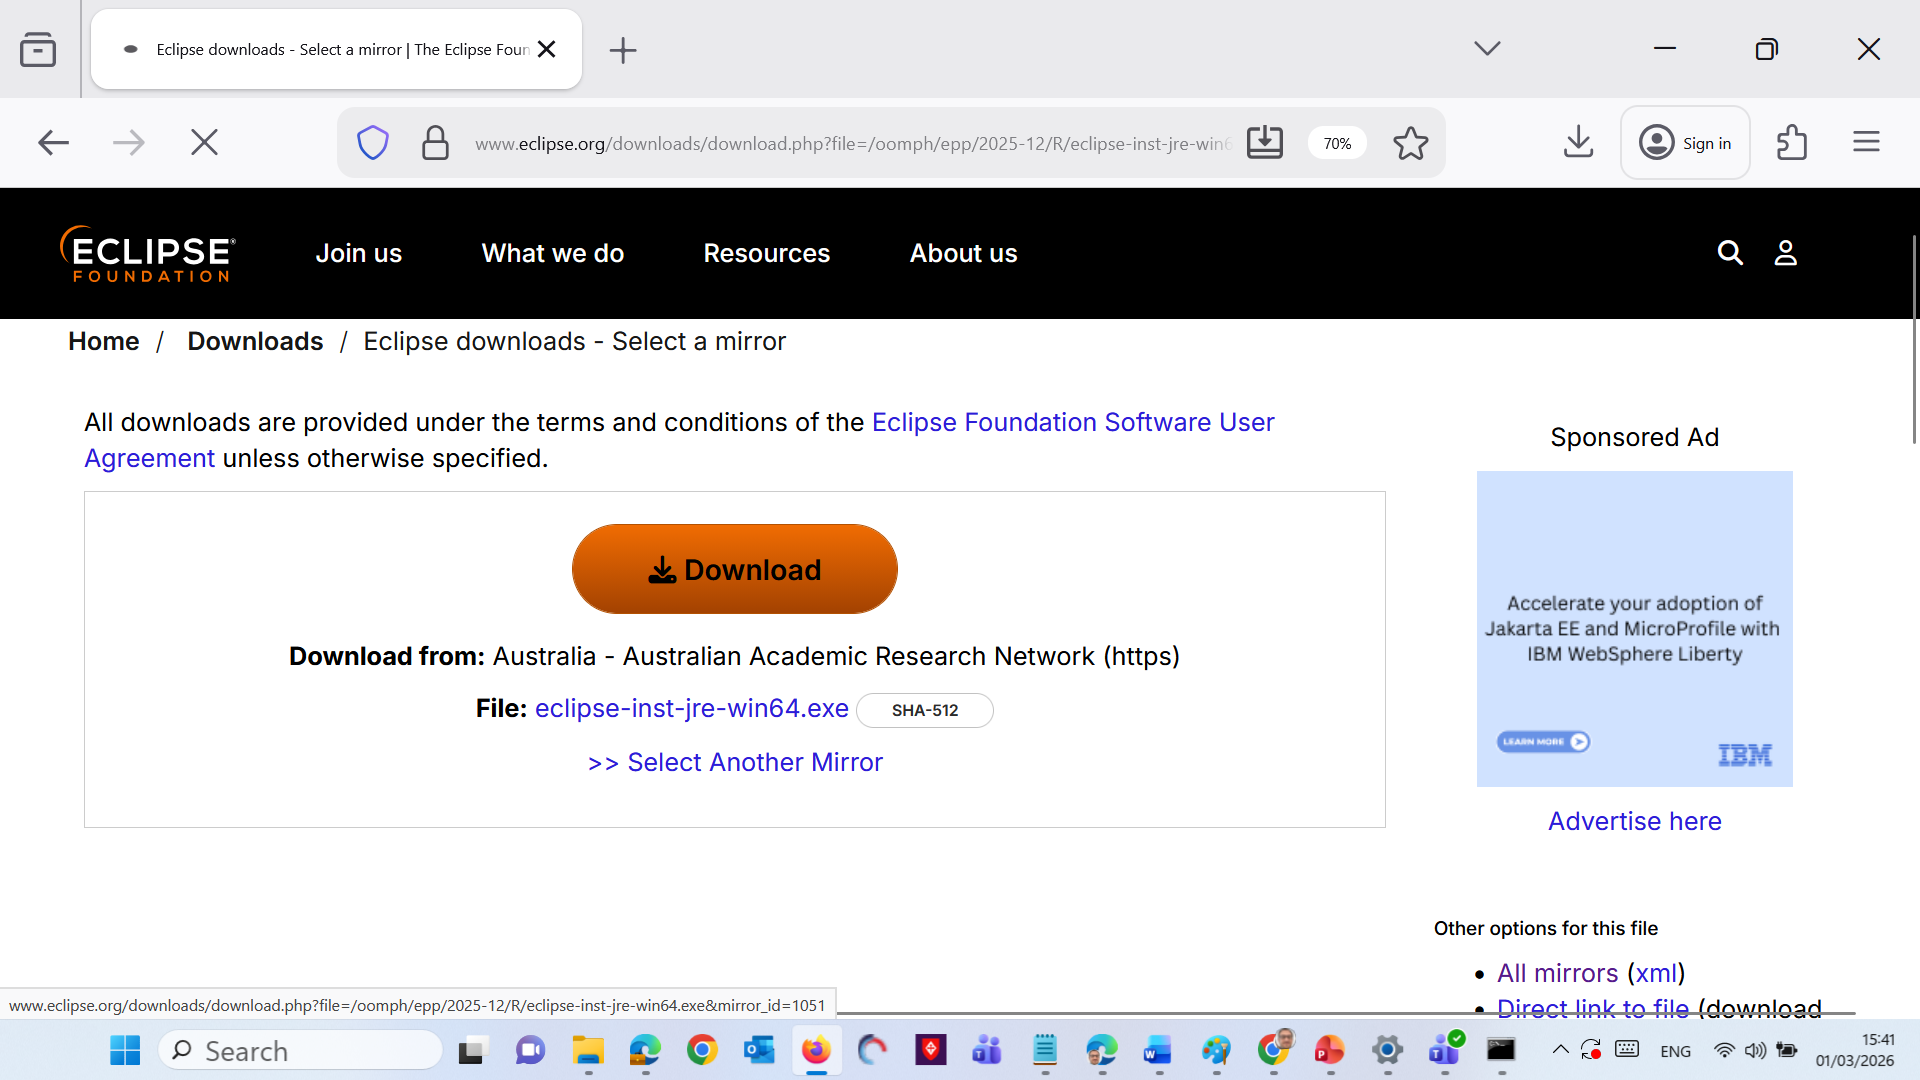 Eclipse downloads - Select a mirror | The Eclipse Foun
www.eclipse.org/downloads/download.php?file=/oomph/epp/2025-12/R/eclipse-inst-jre-win6
70%
Sign in
ECLIPSE
FOUNDATION
Join us
What we do
Resources
About us
Home / Downloads / Eclipse downloads - Select a mirror
All downloads are provided under the terms and conditions of the Eclipse Foundation Software User
Agreement unless otherwise specified.
Download
Download from: Australia - Australian Academic Research Network (https)
File: eclipse-inst-jre-win64.exe SHA-512
>> Select Another Mirror
Sponsored Ad
Accelerate your adoption of
Jakarta EE and MicroProfile with
IBM WebSphere Liberty
LEARN MORE
IBM
Advertise here
Other options for this file
• All mirrors (xml)
• Direct link to file (download
www.eclipse.org/downloads/download.php?file=/oomph/epp/2025-12/R/eclipse-inst-jre-win64.exe&mirror_id=1051
Search
ENG
15:41
01/03/2026